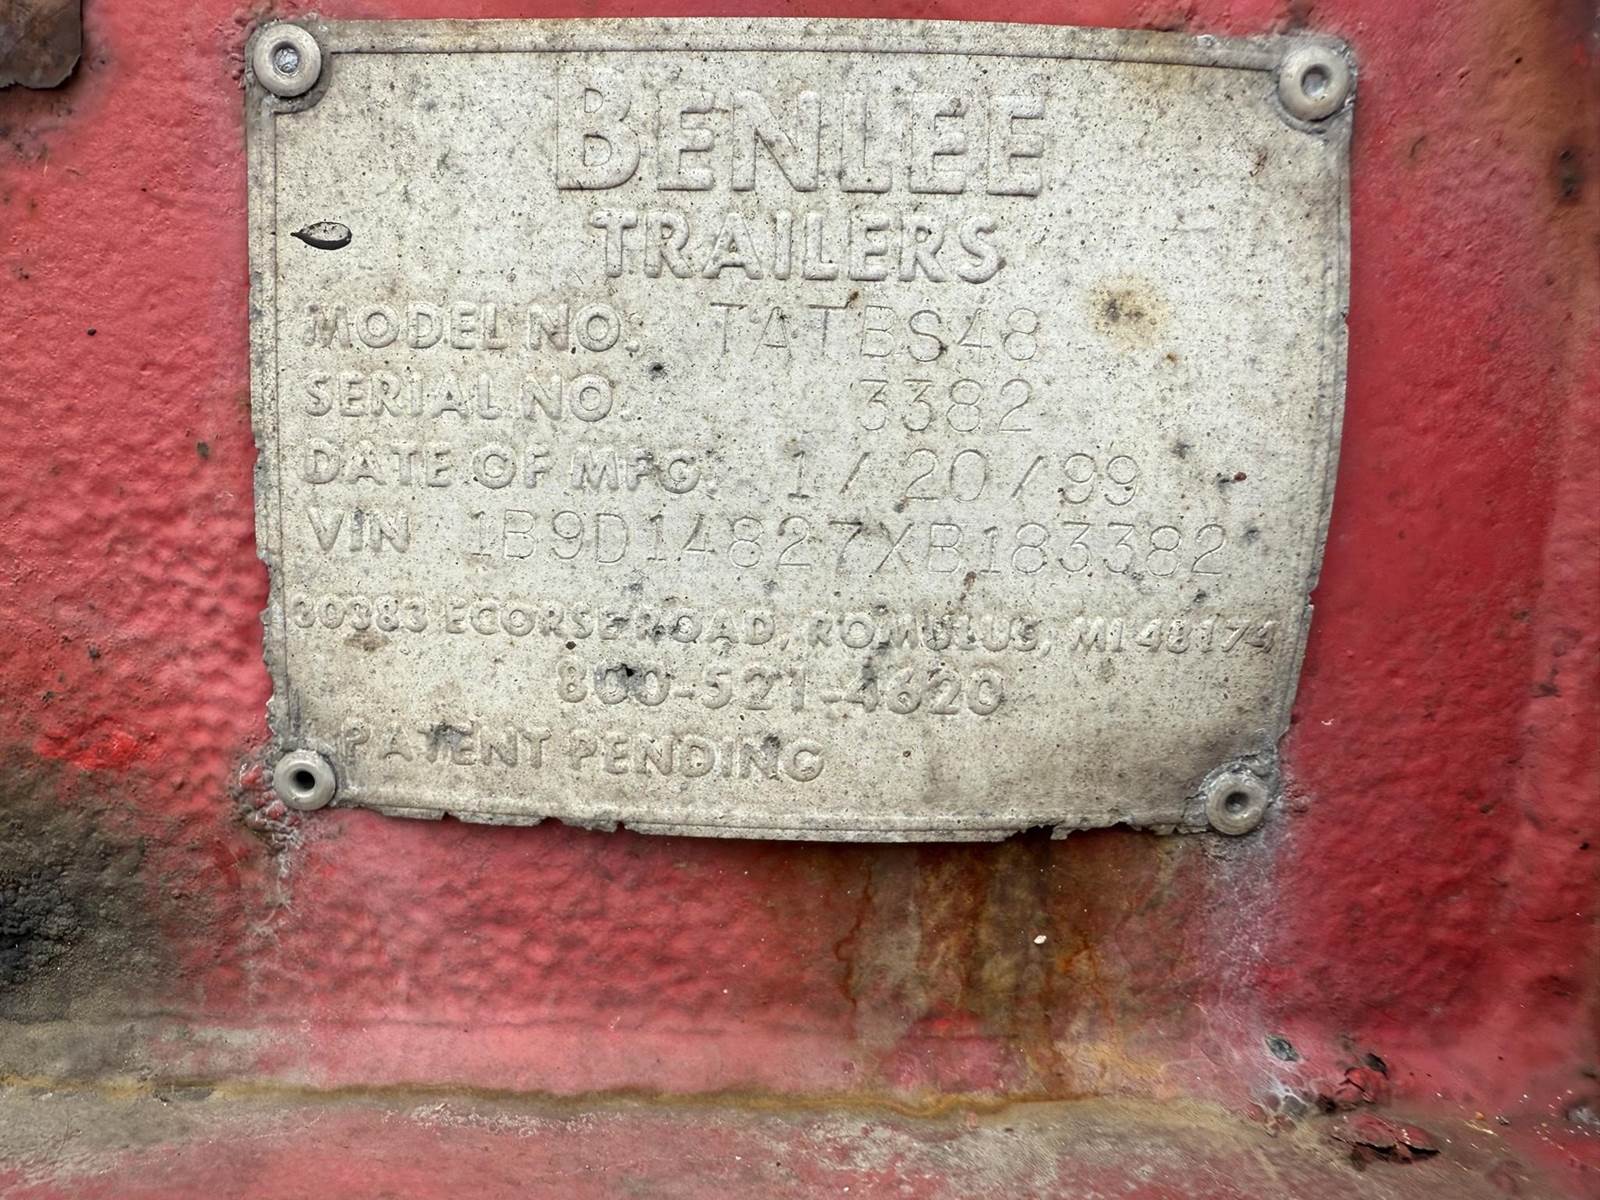 BENLEE
TRAILERS
MODEL NO. TATBS48
SERIAL NO. 3382
DATE OF MFG. 1 / 20 / 99
VIN 1B9D14827XB183382
30383 ECORSE ROAD, ROMULUS, MI 48174
800-521-4620
PATENT PENDING